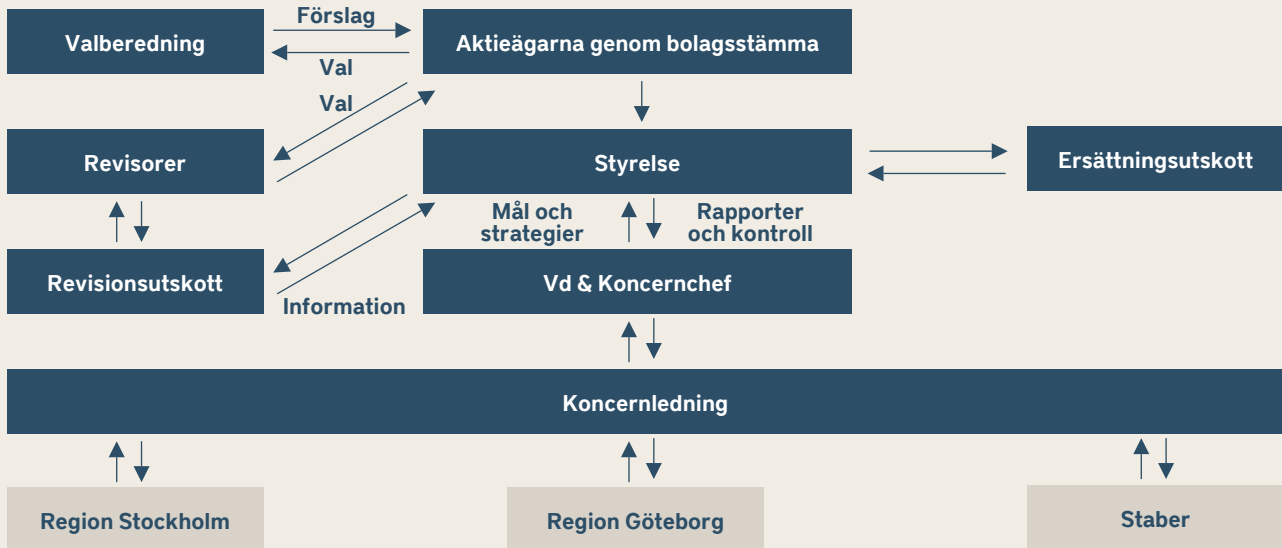 Valberedning
Förslag
Aktieägarna genom bolagsstämma
Val
Val
Revisorer
Styrelse
Ersättningsutskott
Mål och
strategier
Rapporter
och kontroll
Revisionsutskott
Information
Vd & Koncernchef
Koncernledning
Region Stockholm
Region Göteborg
Staber